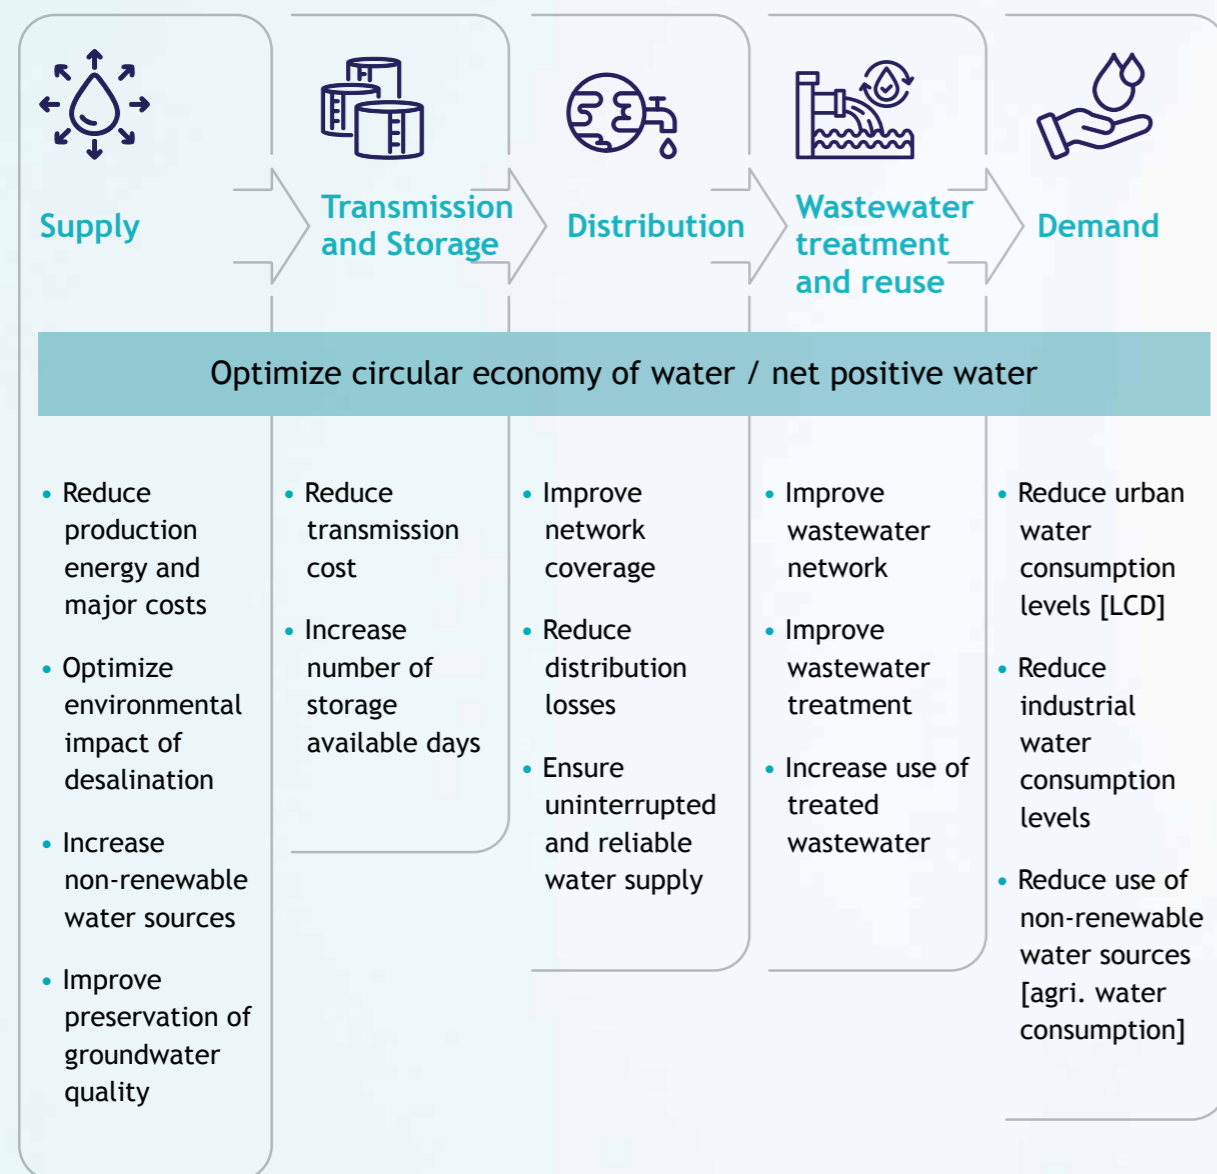 Supply
Transmission
and Storage
Distribution
Wastewater
treatment
and reuse
Demand
Optimize circular economy of water / net positive water
• Reduce
production
energy and
major costs
• Optimize
environmental
impact of
desalination
• Increase
non-renewable
water sources
• Improve
preservation of
groundwater
quality
• Reduce
transmission
cost
• Increase
number of
storage
available days
• Improve
network
coverage
• Reduce
distribution
losses
• Ensure
uninterrupted
and reliable
water supply
• Improve
wastewater
network
• Improve
wastewater
treatment
• Increase use of
treated
wastewater
• Reduce urban
water
consumption
levels [LCD]
• Reduce
industrial
water
consumption
levels
• Reduce use of
non-renewable
water sources
[agri. water
consumption]